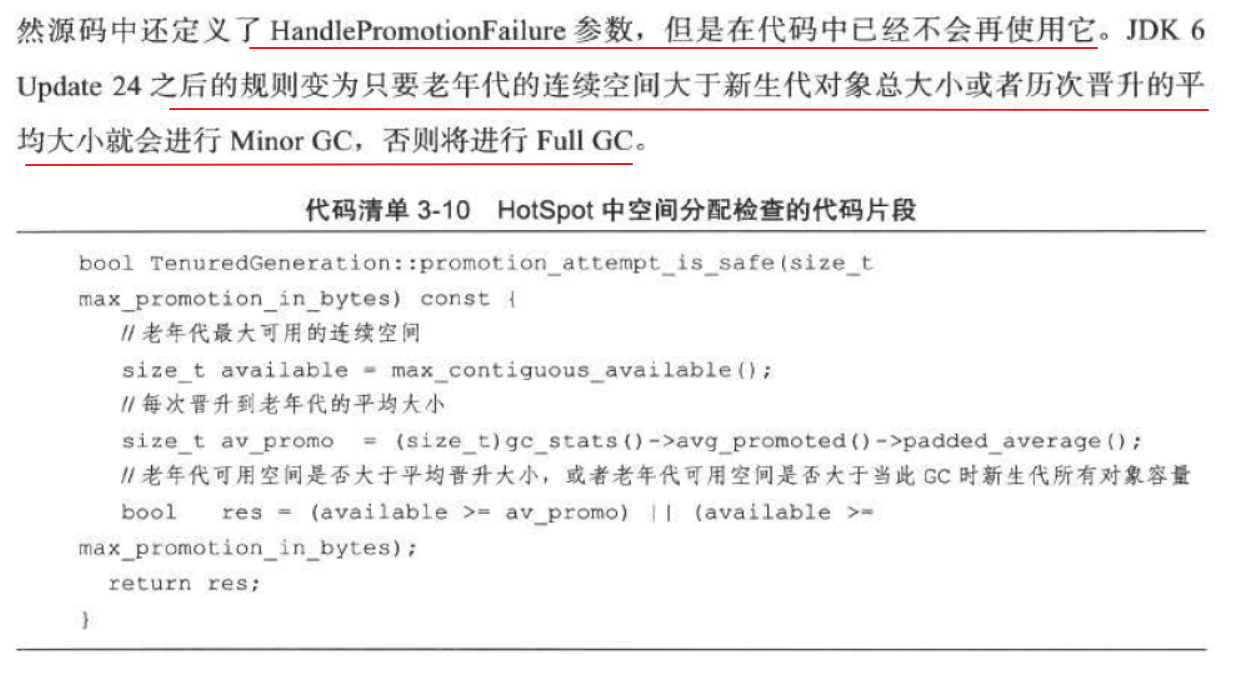 然源码中还定义了 HandlePromotionFailure 参数，但是在代码中已经不会再使用它。JDK 6
Update 24 之后的规则变为只要老年代的连续空间大于新生代对象总大小或者历次晋升的平
均大小就会进行 Minor GC，否则将进行 Full GC。
代码清单 3-10 HotSpot 中空间分配检查的代码片段
bool TenuredGeneration::promotion_attempt_is_safe(size_t
max_promotion_in_bytes) const {
//老年代最大可用的连续空间
size_t available = max_contiguous_available();
//每次晋升到老年代的平均大小
size_t av_promo = (size_t)gc_stats()->avg_promoted()->padded_average();
//老年代可用空间是否大于平均晋升大小，或者老年代可用空间是否大于当此 GC 时新生代所有对象容量
bool res = (available >= av_promo) || (available >=
max_promotion_in_bytes);
return res;
}